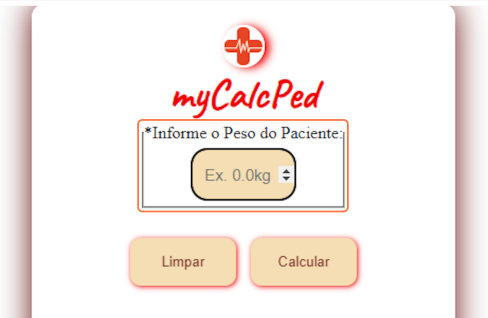 myCalcPed
*Informe o Peso do Paciente:
Ex. 0.0kg
Limpar
Calcular